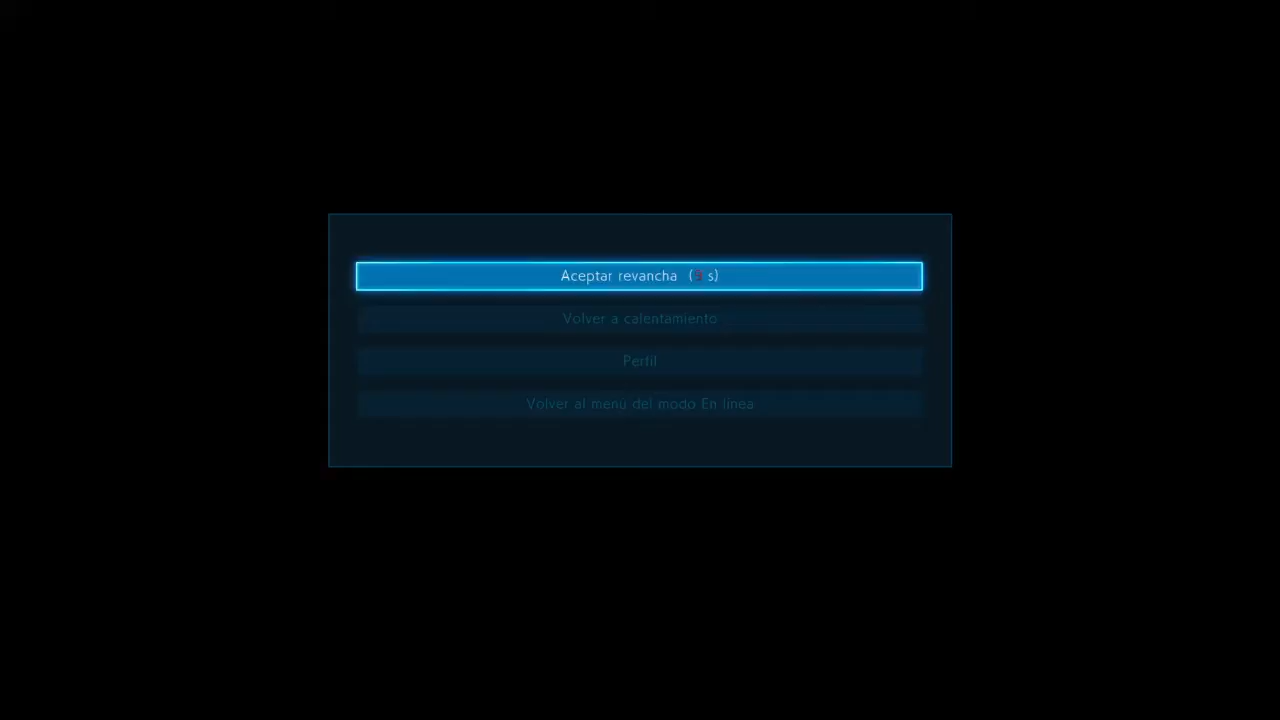 Aceptar revancha ( s)
Volver a calentamiento
Perfil
Volver al menú del modo En línea